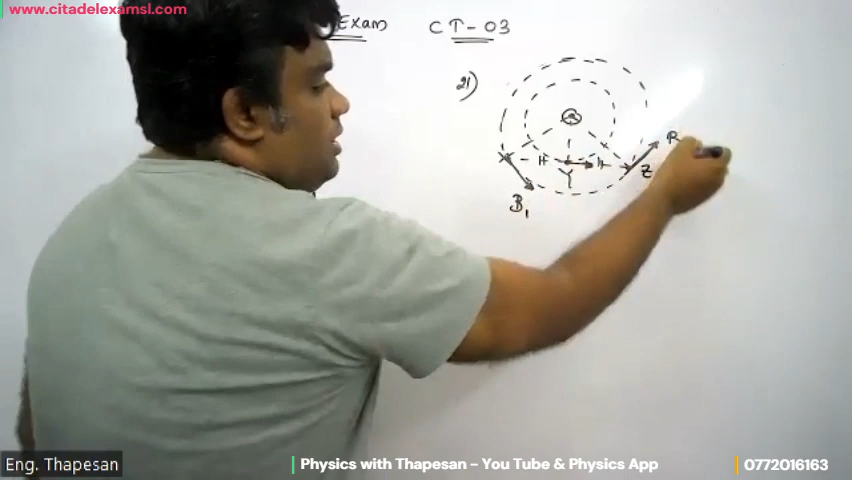 www.citadelexamsl.com
Exam CT-03
21)
X
Y
Z
B1
Eng. Thapesan
Physics with Thapesan - You Tube & Physics App
0772016163